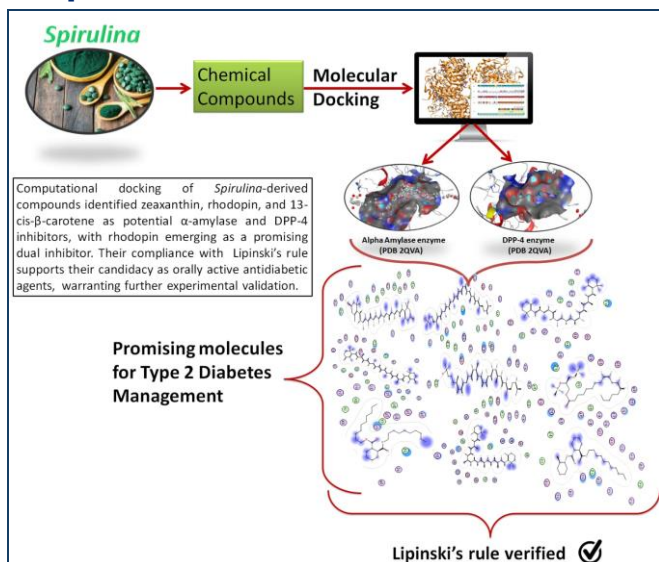 Spirulina
Chemical
Compounds
Molecular
Docking
Computational docking of Spirulina-derived
compounds identified zeaxanthin, rhodopin, and 13-
cis-β-carotene as potential α-amylase and DPP-4
inhibitors, with rhodopin emerging as a promising
dual inhibitor. Their compliance with Lipinski's rule
supports their candidacy as orally active antidiabetic
agents, warranting further experimental validation.
Alpha Amylase enzyme
(PDB 2QVA)
DPP-4 enzyme
(PDB 2QVA)
Promising molecules
for Type 2 Diabetes
Management
Lipinski's rule verified